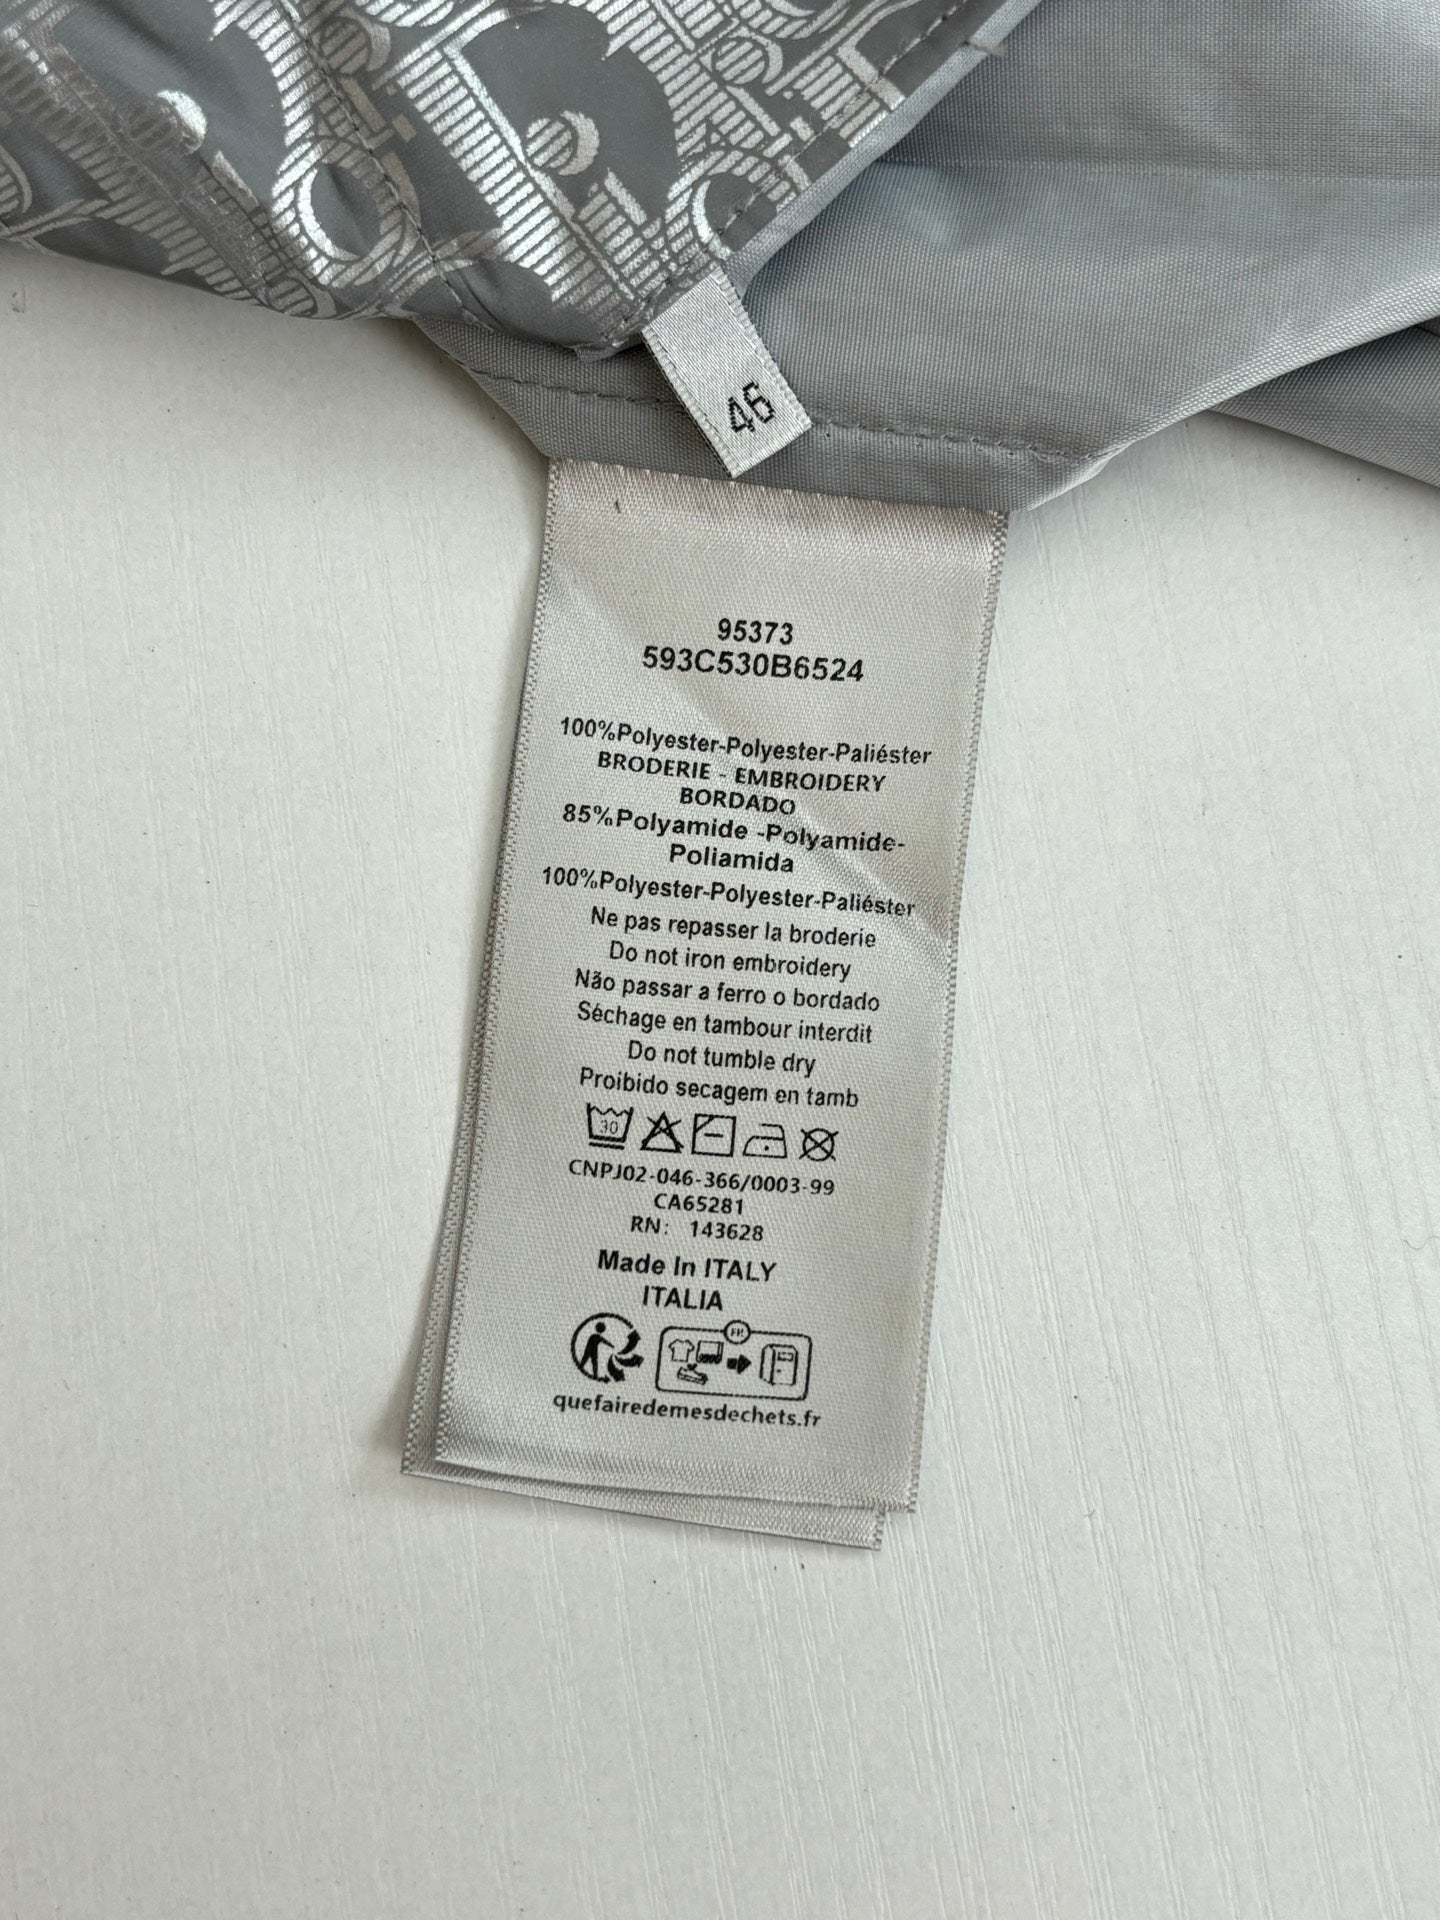 46
95373
593C530B6524
100%Polyester-Polyester-Paliéster
BRODERIE - EMBROIDERY
BORDADO
85%Polyamide -Polyamide-
Poliamida
100%Polyester-Polyester-Paliéster
Ne pas repasser la broderie
Do not iron embroidery
Não passar a ferro o bordado
Séchage en tambour interdit
Do not tumble dry
Proibido secagem en tamb
30
CNPJ02-046-366/0003-99
CA65281
RN: 143628
Made In ITALY
ITALIA
FR
quefairedemesdechets.fr